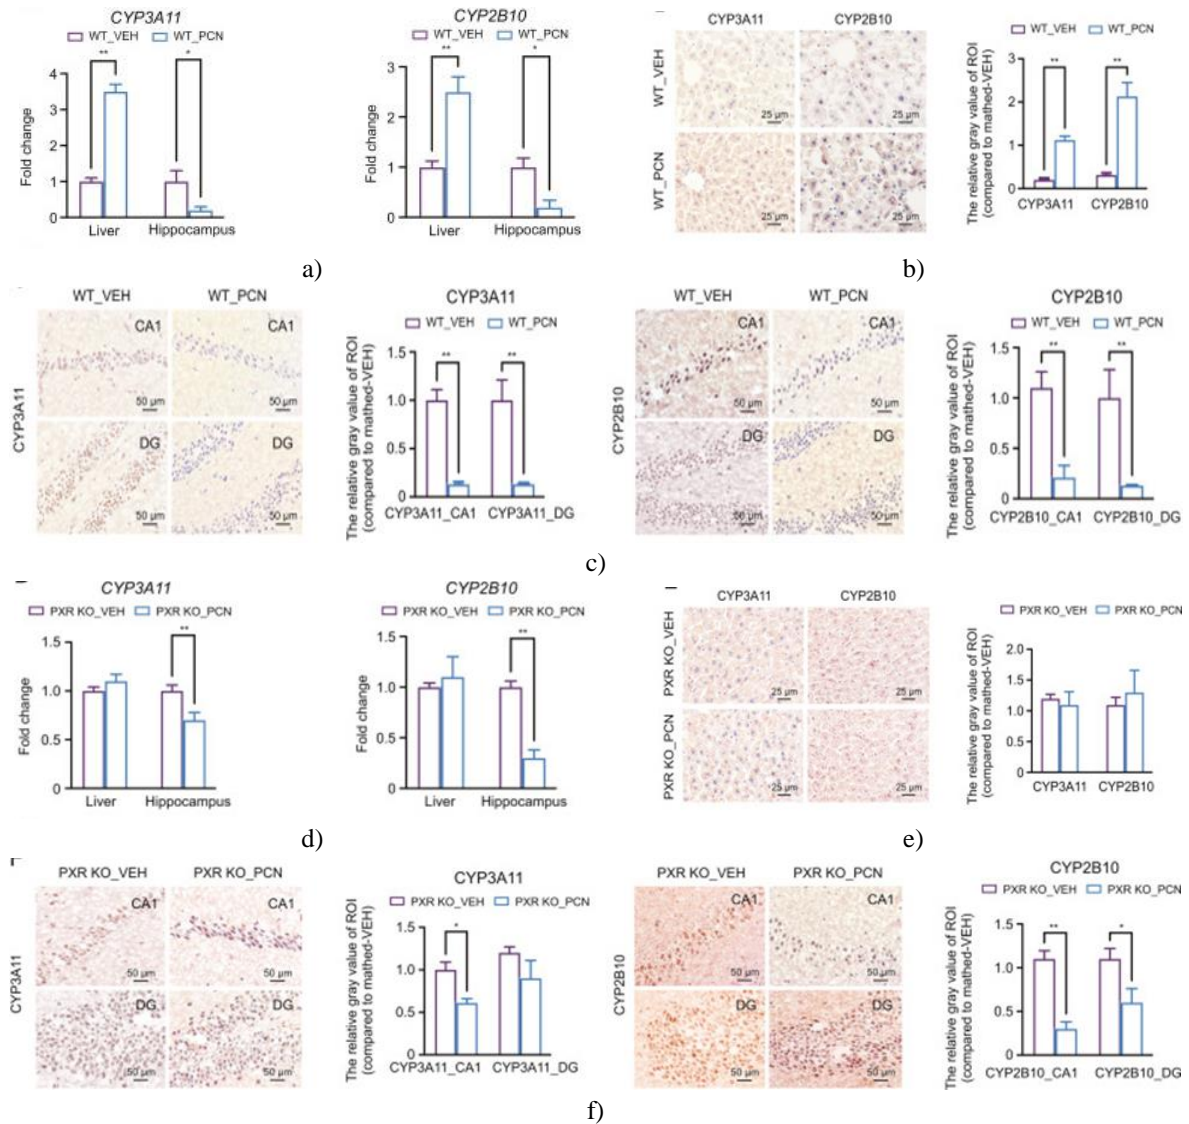 CYP3A11
WT_VEH WT_PCN
Fold change
4
3
2
1
0
** *
Liver Hippocampus
CYP2B10
WT_VEH WT_PCN
Fold change
3
2
1
0
** *
Liver Hippocampus
a)
CYP3A11 CYP2B10
WT_VEH
25 µm 25 µm
WT_PCN
25 µm 25 µm
WT_VEH WT_PCN
The relative gray value of ROI
(compared to mathed-VEH)
3
2
1
0
** **
CYP3A11 CYP2B10
b)
WT_VEH WT_PCN
CYP3A11
CA1 CA1
50 µm 50 µm
DG DG
50 µm 50 µm
CYP3A11
WT_VEH WT_PCN
The relative gray value of ROI
(compared to mathed-VEH)
1.5
1.0
0.5
0
** **
CYP3A11_CA1 CYP3A11_DG
WT_VEH WT_PCN
CYP2B10
CA1 CA1
50 µm 50 µm
DG DG
50 µm 50 µm
CYP2B10
WT_VEH WT_PCN
The relative gray value of ROI
(compared to mathed-VEH)
1.5
1.0
0.5
0
** **
CYP2B10_CA1 CYP2B10_DG
c)
CYP3A11
PXR KO_VEH PXR KO_PCN
Fold change
1.5
1.0
0.5
0
**
Liver Hippocampus
CYP2B10
PXR KO_VEH PXR KO_PCN
Fold change
1.5
1.0
0.5
0
**
Liver Hippocampus
d)
CYP3A11 CYP2B10
PXR KO_VEH
25 µm 25 µm
PXR KO_PCN
25 µm 25 µm
PXR KO_VEH PXR KO_PCN
The relative gray value of ROI
(compared to mathed-VEH)
2.0
1.5
1.0
0.5
0
CYP3A11 CYP2B10
e)
PXR KO_VEH PXR KO_PCN
CYP3A11
CA1 CA1
50 µm 50 µm
DG DG
50 µm 50 µm
CYP3A11
PXR KO_VEH PXR KO_PCN
The relative gray value of ROI
(compared to mathed-VEH)
1.5
1.0
0.5
0
*
CYP3A11_CA1 CYP3A11_DG
PXR KO_VEH PXR KO_PCN
CYP2B10
CA1 CA1
50 µm 50 µm
DG DG
50 µm 50 µm
CYP2B10
PXR KO_VEH PXR KO_PCN
The relative gray value of ROI
(compared to mathed-VEH)
1.5
1.0
0.5
0
** *
CYP2B10_CA1 CYP2B10_DG
f)